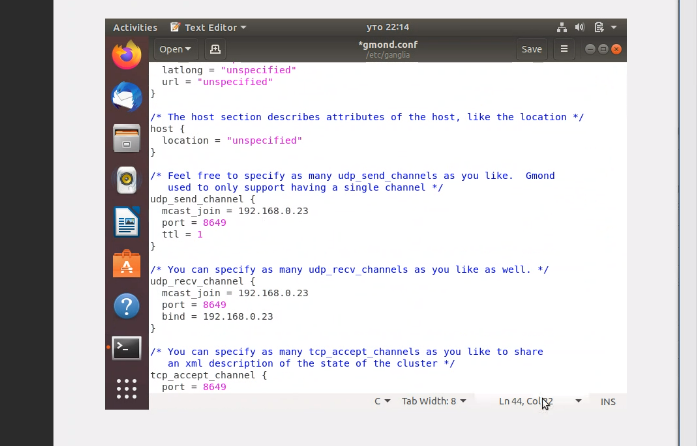 Activities Text Editor уто 22:14
Open *gmond.conf Save
/etc/ganglia
latlong = "unspecified"
url = "unspecified"
}
/* The host section describes attributes of the host, like the location */
host {
location = "unspecified"
}
/* Feel free to specify as many udp_send_channels as you like. Gmond
used to only support having a single channel */
udp_send_channel {
mcast_join = 192.168.0.23
port = 8649
ttl = 1
}
/* You can specify as many udp_recv_channels as you like as well. */
udp_recv_channel {
mcast_join = 192.168.0.23
port = 8649
bind = 192.168.0.23
}
/* You can specify as many tcp_accept_channels as you like to share
an xml description of the state of the cluster */
tcp_accept_channel {
port = 8649
C Tab Width: 8 Ln 44, INS